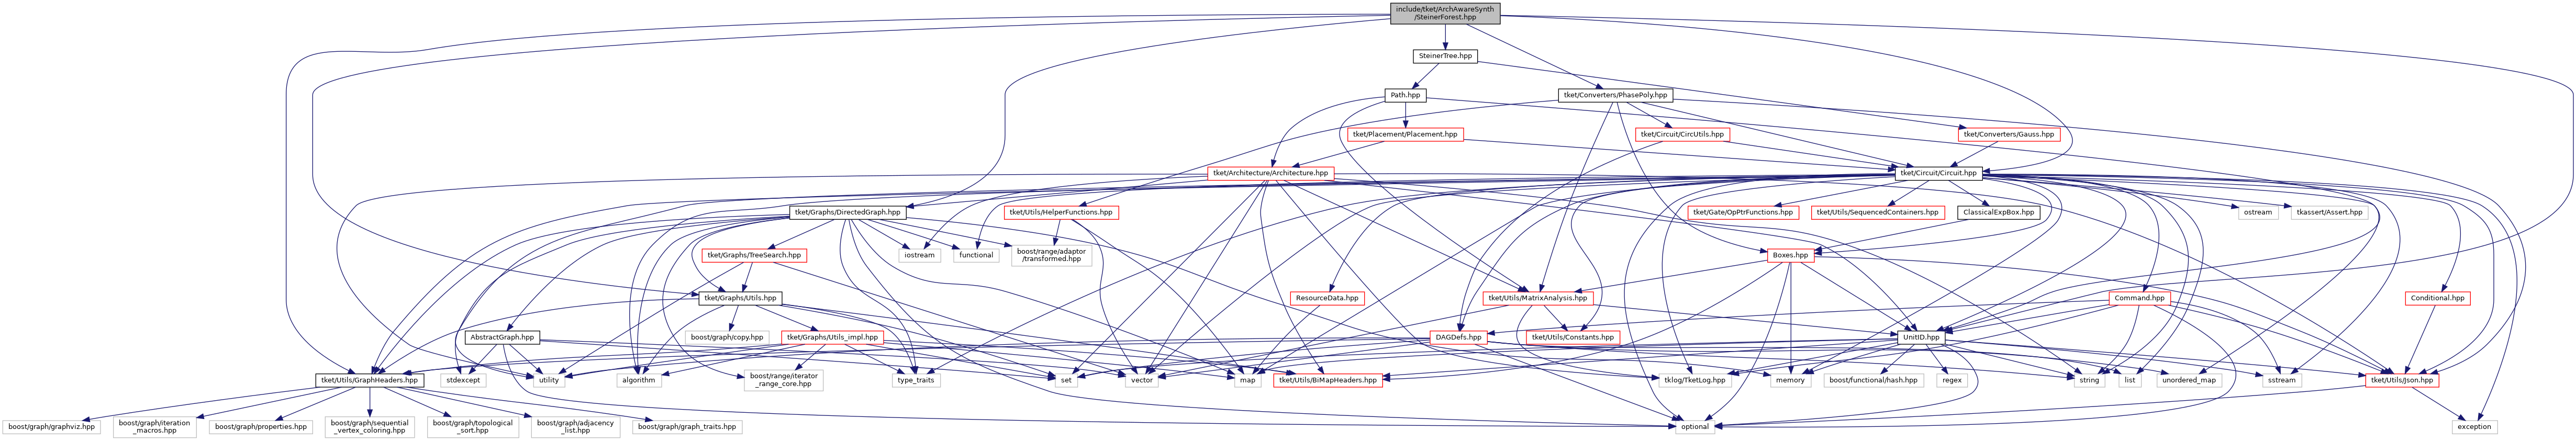 include/tket/ArchAwareSynth
/SteinerForest.hpp
SteinerTree.hpp
Path.hpp
tket/Converters/PhasePoly.hpp
tket/Placement/Placement.hpp
tket/Circuit/CircUtils.hpp
tket/Converters/Gauss.hpp
tket/Architecture/Architecture.hpp
tket/Circuit/Circuit.hpp
tket/Graphs/DirectedGraph.hpp
tket/Utils/HelperFunctions.hpp
tket/Gate/OpPtrFunctions.hpp
tket/Utils/SequencedContainers.hpp
ClassicalExpBox.hpp
ostream
tkassert/Assert.hpp
tket/Graphs/TreeSearch.hpp
iostream
functional
boost/range/adaptor
/transformed.hpp
Boxes.hpp
tket/Graphs/Utils.hpp
ResourceData.hpp
tket/Utils/MatrixAnalysis.hpp
Command.hpp
Conditional.hpp
AbstractGraph.hpp
boost/graph/copy.hpp
tket/Graphs/Utils_impl.hpp
DAGDefs.hpp
tket/Utils/Constants.hpp
UnitID.hpp
tket/Utils/GraphHeaders.hpp
stdexcept
utility
algorithm
boost/range/iterator
_range_core.hpp
type_traits
set
vector
map
tket/Utils/BiMapHeaders.hpp
tklog/TketLog.hpp
memory
boost/functional/hash.hpp
regex
string
list
unordered_map
sstream
tket/Utils/Json.hpp
boost/graph/graphviz.hpp
boost/graph/iteration
_macros.hpp
boost/graph/properties.hpp
boost/graph/sequential
_vertex_coloring.hpp
boost/graph/topological
_sort.hpp
boost/graph/adjacency
_list.hpp
boost/graph/graph_traits.hpp
optional
exception